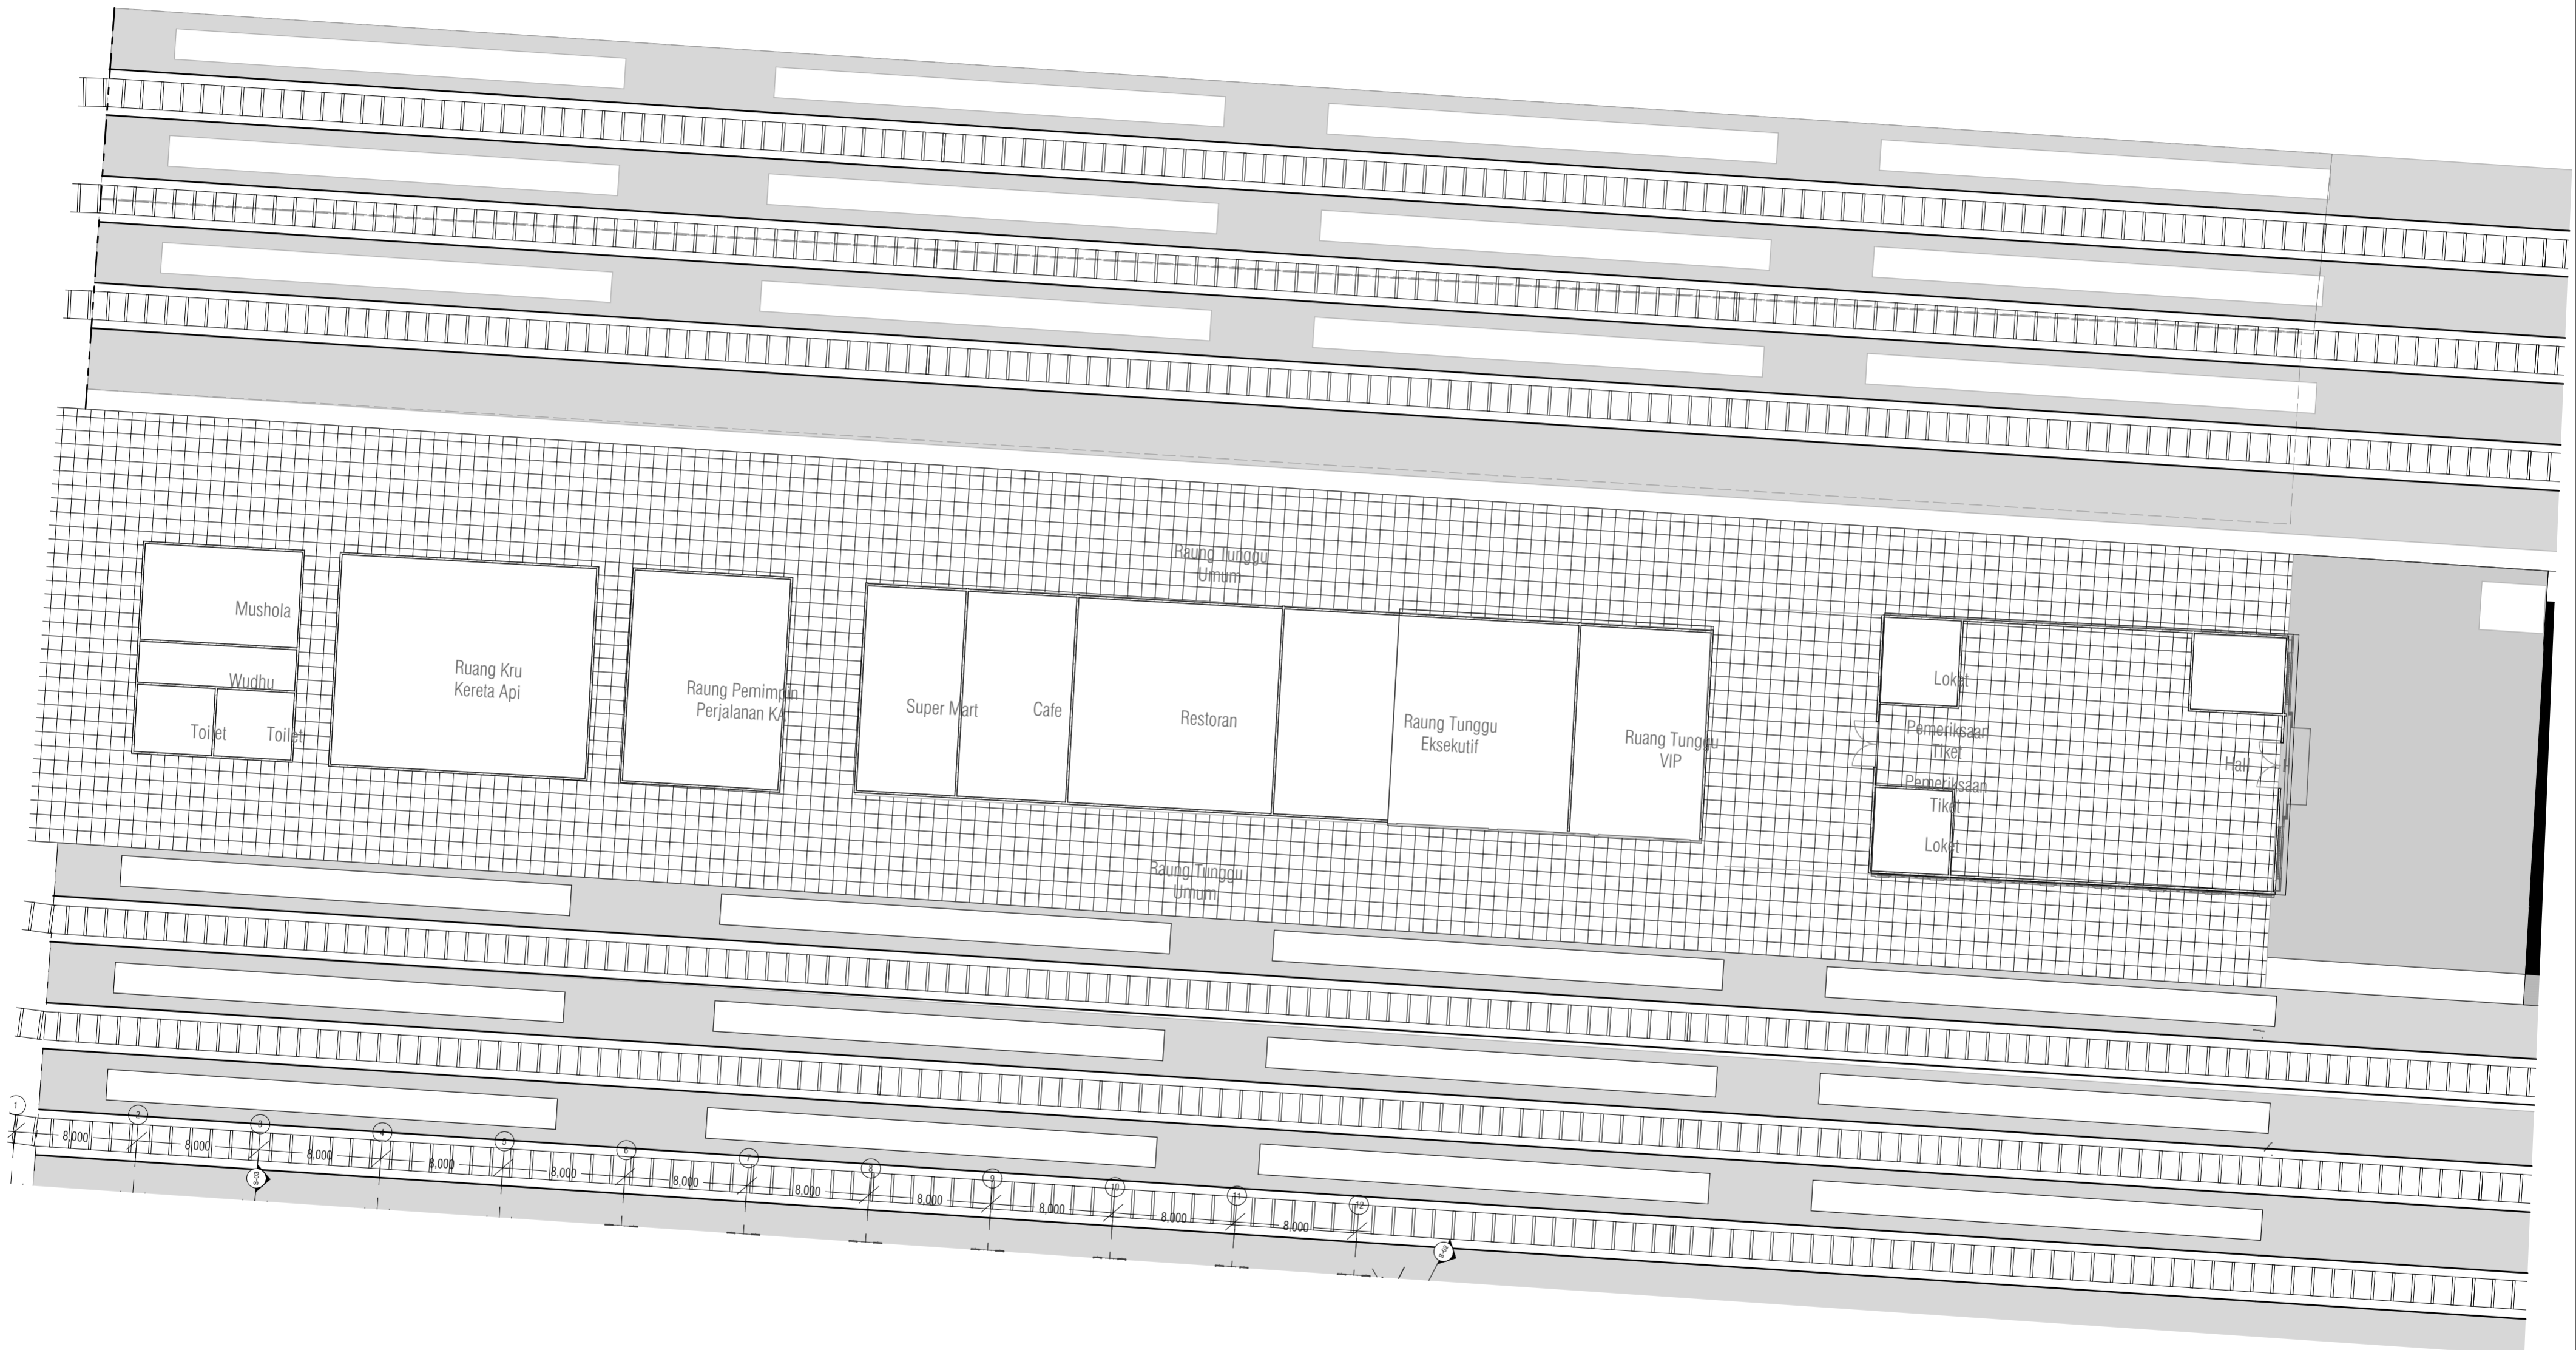 Raung Tunggu
Umum
Mushola
Wudhu
Toilet
Toilet
Ruang Kru
Kereta Api
Raung Pemimpin
Perjalanan KA
Super Mart
Cafe
Restoran
Raung Tunggu
Eksekutif
Ruang Tunggu
VIP
Loket
Pemeriksaan
Tiket
Pemeriksaan
Tiket
Loket
Hall
H
Raung Tunggu
Umum
1
2
3
4
5
6
7
8
9
10
11
12
8,000
8,000
8,000
8,000
8,000
8,000
8,000
8,000
8,000
8,000
8,000
S-03
S-02